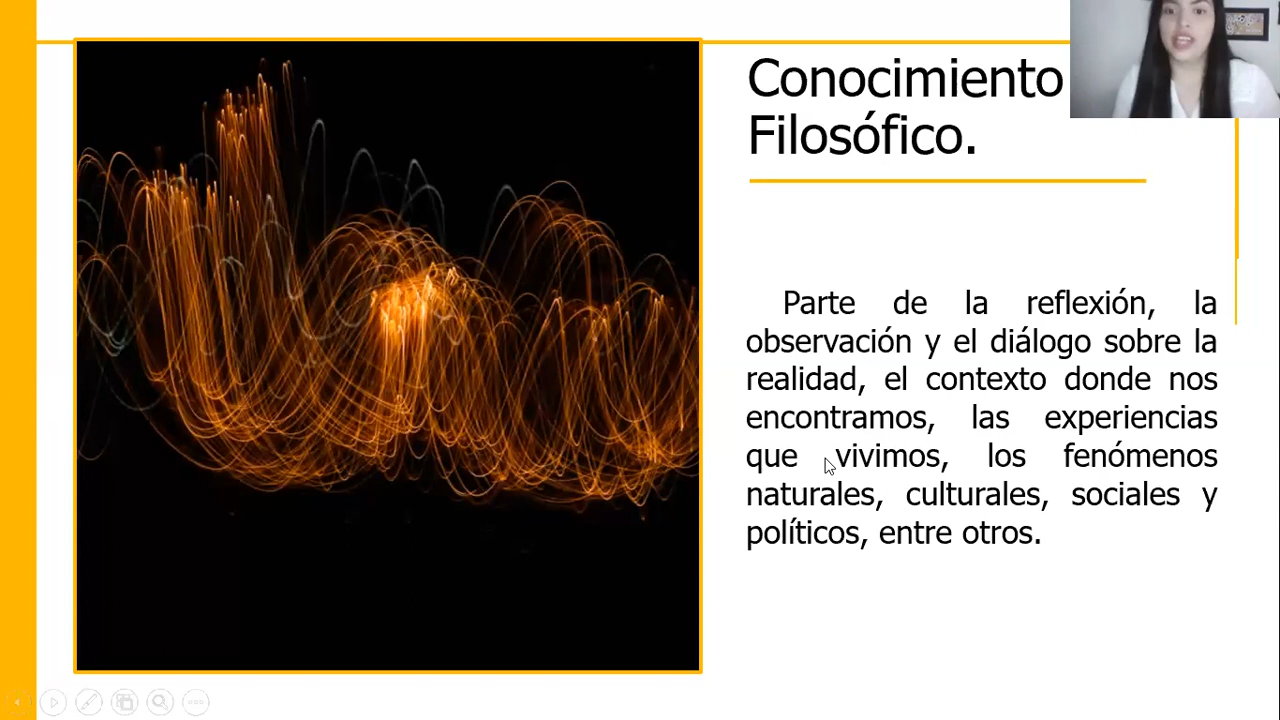 Conocimiento
Filosófico.
Parte de la reflexión, la
observación y el diálogo sobre la
realidad, el contexto donde nos
encontramos, las experiencias
que vivimos, los fenómenos
naturales, culturales, sociales y
políticos, entre otros.